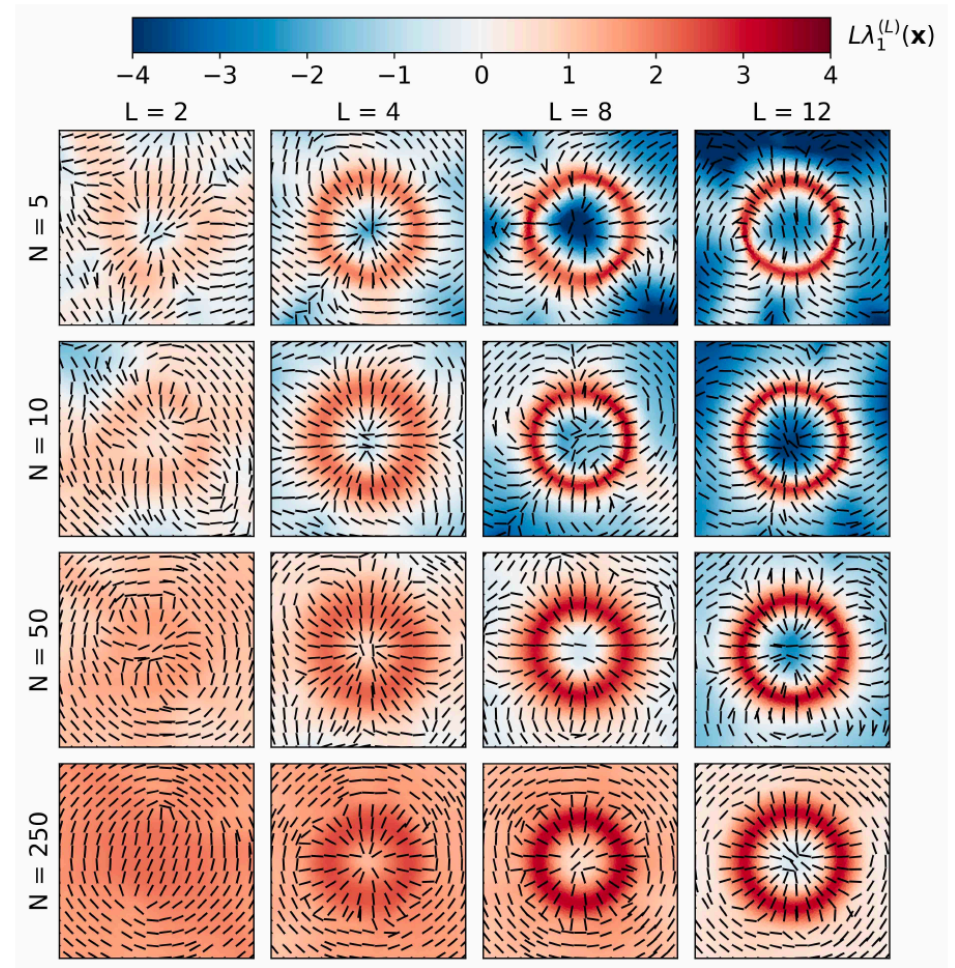 Lλ₁⁽ᴸ⁾(𝐱)
−4 −3 −2 −1 0 1 2 3 4
L = 2 L = 4 L = 8 L = 12
N = 5
N = 10
N = 50
N = 250